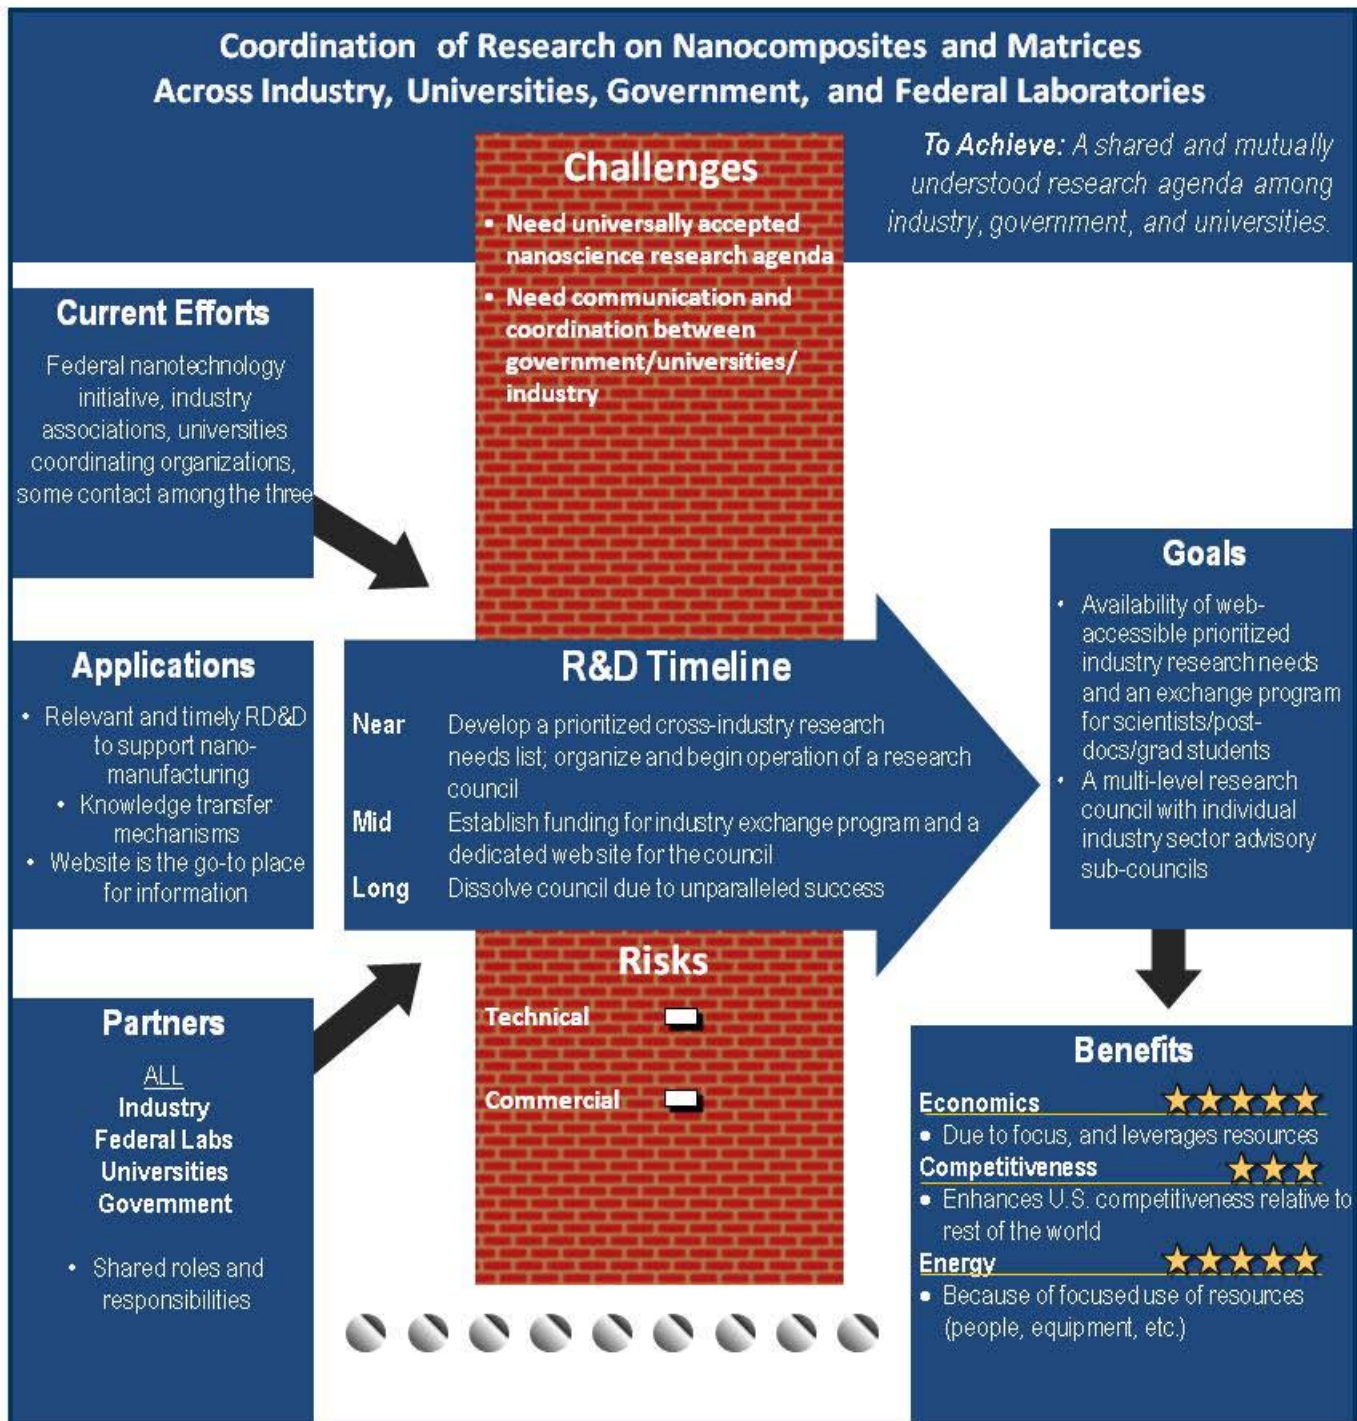 Coordination of Research on Nanocomposites and Matrices
Across Industry, Universities, Government, and Federal Laboratories
To Achieve: A shared and mutually
understood research agenda among
industry, government, and universities.
Challenges
• Need universally accepted
nanoscience research agenda
• Need communication and
coordination between
government/universities/
industry
Current Efforts
Federal nanotechnology
initiative, industry
associations, universities
coordinating organizations,
some contact among the three
Applications
• Relevant and timely RD&D
to support nano-
manufacturing
• Knowledge transfer
mechanisms
• Website is the go-to place
for information
Partners
ALL
Industry
Federal Labs
Universities
Government
• Shared roles and
responsibilities
R&D Timeline
Near Develop a prioritized cross-industry research
needs list; organize and begin operation of a research
council
Mid Establish funding for industry exchange program and a
dedicated web site for the council
Long Dissolve council due to unparalleled success
Risks
Technical
Commercial
Goals
• Availability of web-
accessible prioritized
industry research needs
and an exchange program
for scientists/post-
docs/grad students
• A multi-level research
council with individual
industry sector advisory
sub-councils
Benefits
Economics
• Due to focus, and leverages resources
Competitiveness
• Enhances U.S. competitiveness relative to
rest of the world
Energy
• Because of focused use of resources
(people, equipment, etc.)